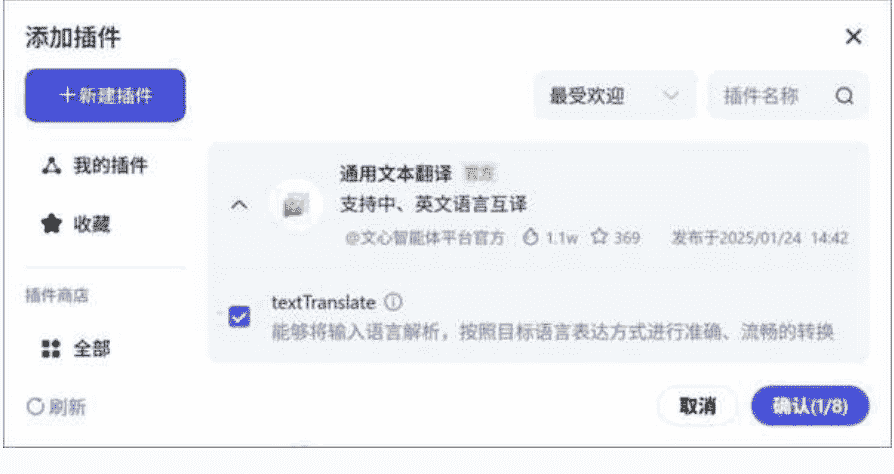 添加插件
+新建插件
最受欢迎
插件名称
我的插件
收藏
插件商店
全部
刷新
通用文本翻译 官方
支持中、英文语言互译
@文心智能体平台官方 1.1w 369 发布于2025/01/24 14:42
textTranslate
能够将输入语言解析，按照目标语言表达方式进行准确、流畅的转换
取消
确认(1/8)